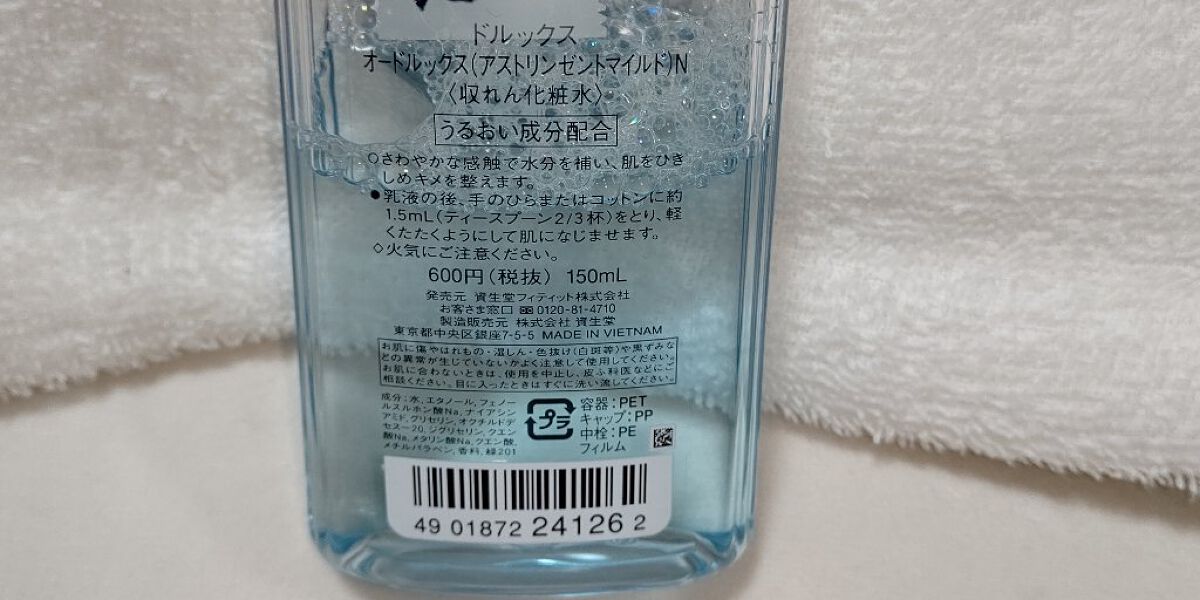 ドルックス
オードルックス(アストリンゼントマイルド)N
〈収れん化粧水〉
うるおい成分配合
○さわやかな感触で水分を補い、肌をひき
しめキメを整えます。
●乳液の後、手のひらまたはコットンに約
1.5mL(ティースプーン2/3杯)をとり、軽
くたたくようにして肌になじませます。
◇火気にご注意ください。
600円(税抜) 150mL
発売元 資生堂フィティット株式会社
お客さま窓口 0120-81-4710
製造販売元 株式会社 資生堂
東京都中央区銀座7-5-5 MADE IN VIETNAM
お肌に傷やはれもの・湿しん・色抜け(白斑等)や黒ずみな
どの異常が生じていないかよく注意して使用してください。
お肌に合わないときは、使用を中止し、皮ふ科医などにご
相談ください。目に入ったときはすぐに洗い流してください。
成分:水,エタノール,フェノー
ルスルホン酸Na,ナイアシン
アミド,グリセリン,オクチルドデ
セス-20,ジグリセリン,クエン
酸Na,メタリン酸Na,クエン酸,
メチルパラベン,香料,緑201
プラ
容器:PET
キャップ:PP
中栓:PE
フィルム
49 01872 24126 2